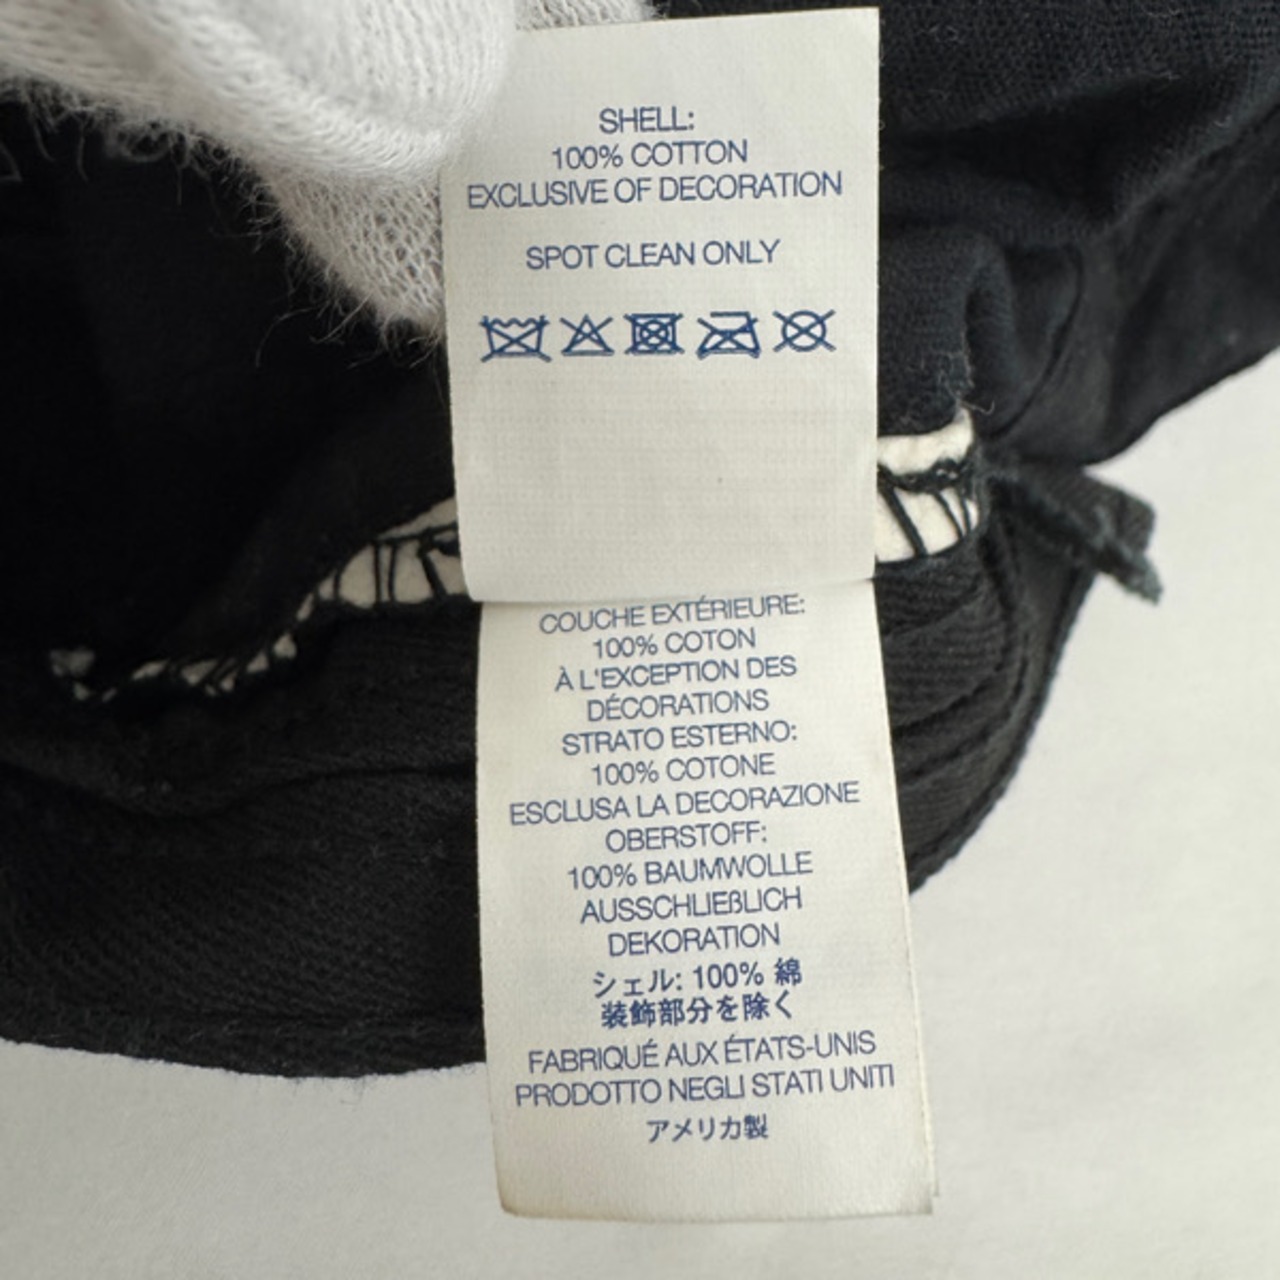 SHELL:
100% COTTON
EXCLUSIVE OF DECORATION
SPOT CLEAN ONLY
COUCHE EXTÉRIEURE:
100% COTON
À L'EXCEPTION DES
DÉCORATIONS
STRATO ESTERNO:
100% COTONE
ESCLUSA LA DECORAZIONE
OBERSTOFF:
100% BAUMWOLLE
AUSSCHLIEßLICH
DEKORATION
シェル: 100% 綿
装飾部分を除く
FABRIQUÉ AUX ÉTATS-UNIS
PRODOTTO NEGLI STATI UNITI
アメリカ製